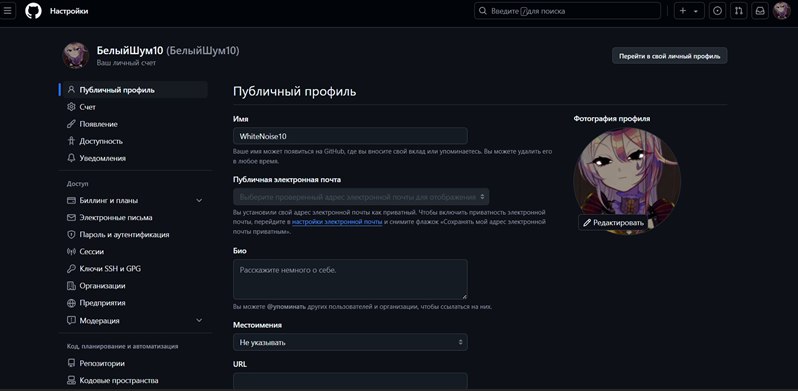 Настройки
Введите / для поиска
БелыйШум10 (БелыйШум10)
Ваш личный счет
Перейти в свой личный профиль
Публичный профиль
Счет
Появление
Доступность
Уведомления
Доступ
Биллинг и планы
Электронные письма
Пароль и аутентификация
Сессии
Ключи SSH и GPG
Организации
Предприятия
Модерация
Код, планирование и автоматизация
Репозитории
Кодовые пространства
Публичный профиль
Имя
WhiteNoise10
Ваше имя может появиться на GitHub, где вы вносите свой вклад или упоминаетесь. Вы можете удалить его
в любое время.
Публичная электронная почта
Выберите проверенный адрес электронной почты для отображения
Вы установили свой адрес электронной почты как приватный. Чтобы включить приватность электронной
почты, перейдите в настройки электронной почты и снимите флажок «Сохранять мой адрес электронной
почты приватным».
Био
Расскажите немного о себе.
Вы можете @упоминать других пользователей и организации, чтобы ссылаться на них.
Местоимения
Не указывать
URL
Фотография профиля
Редактировать